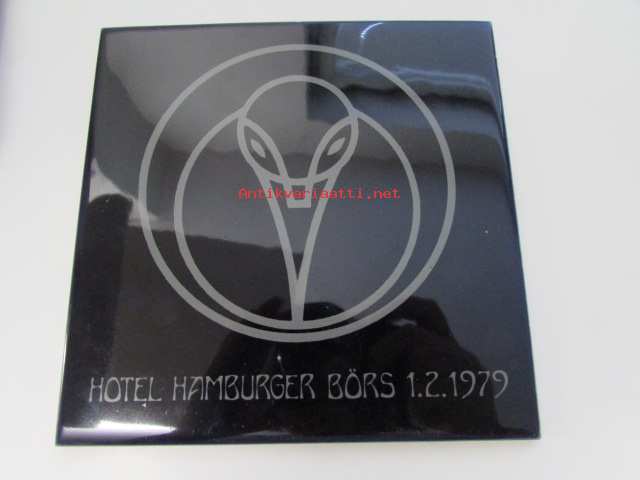 Antikvariaatti.net
HOTEL HAMBURGER BÖRS 1.2.1979